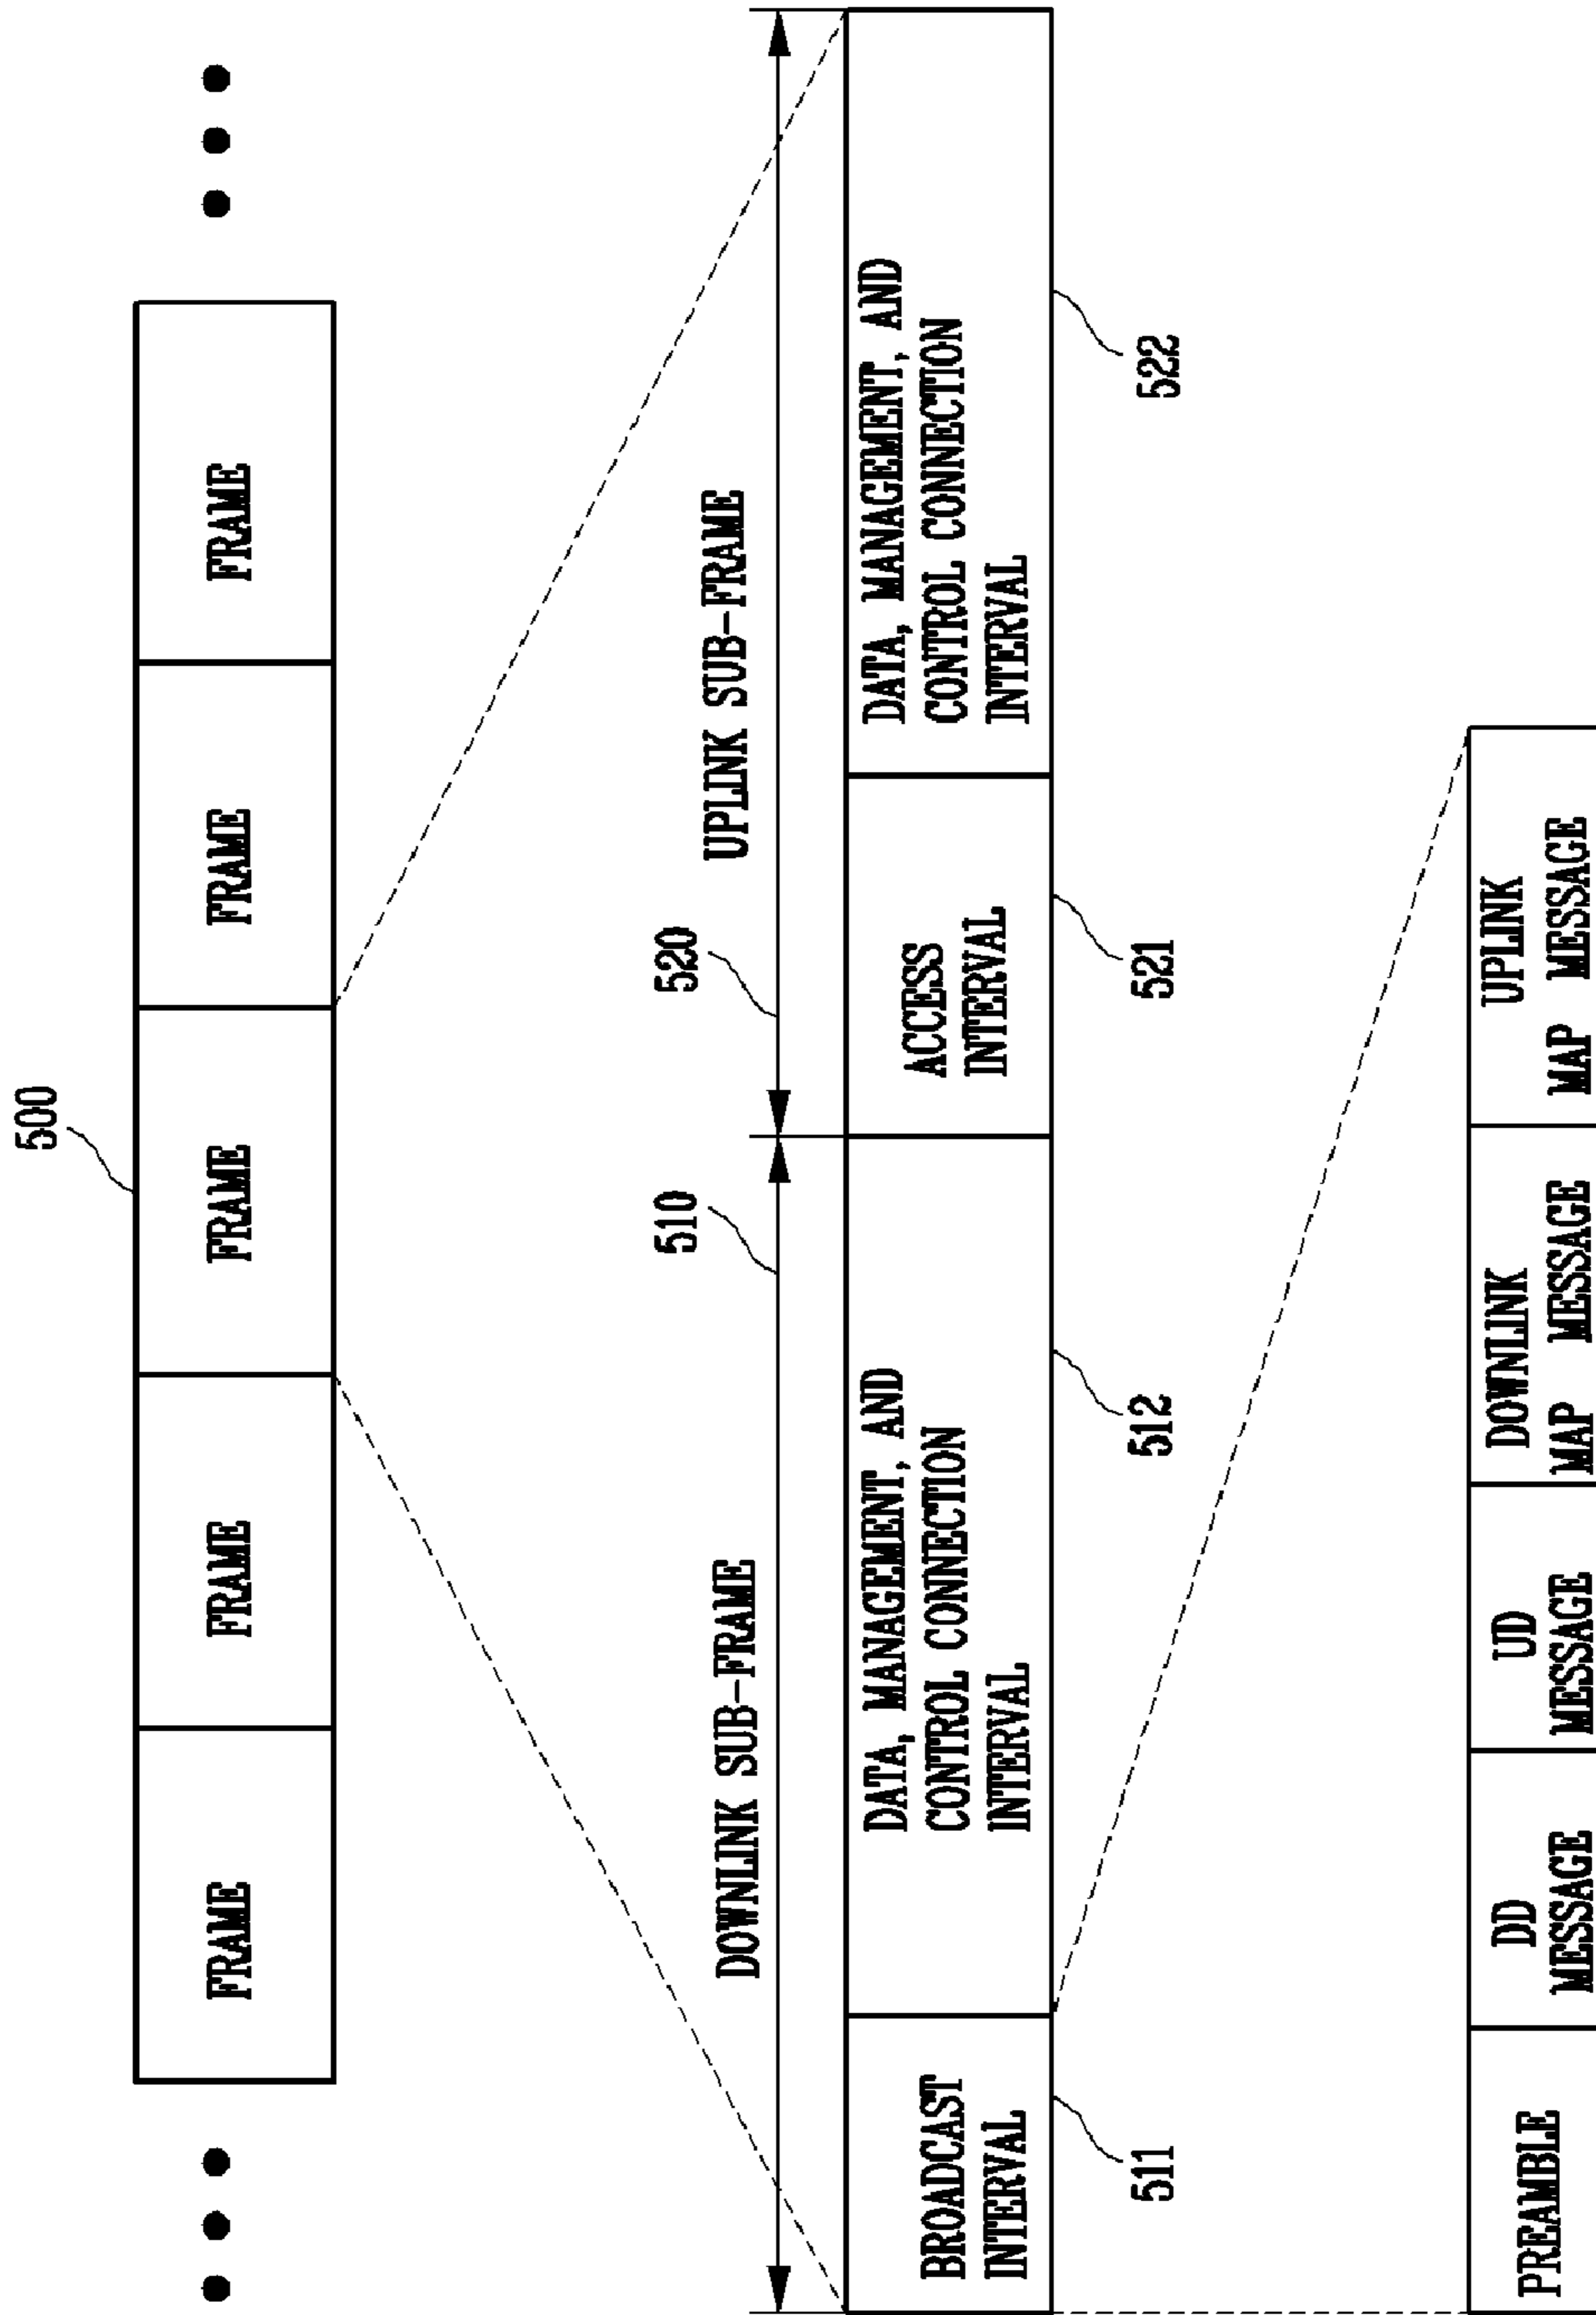 500
FRAME
FRAME
FRAME
FRAME
FRAME
510
520
DOWNLINK SUB-FRAME
UPLINK SUB-FRAME
BROADCAST
INTERVAL
DATA, MANAGEMENT, AND
CONTROL CONNECTION
INTERVAL
ACCESS
INTERVAL
DATA, MANAGEMENT, AND
CONTROL CONNECTION
INTERVAL
511
512
521
522
PREAMBLE
DD
MESSAGE
UD
MESSAGE
DOWNLINK
MAP MESSAGE
UPLINK
MAP MESSAGE